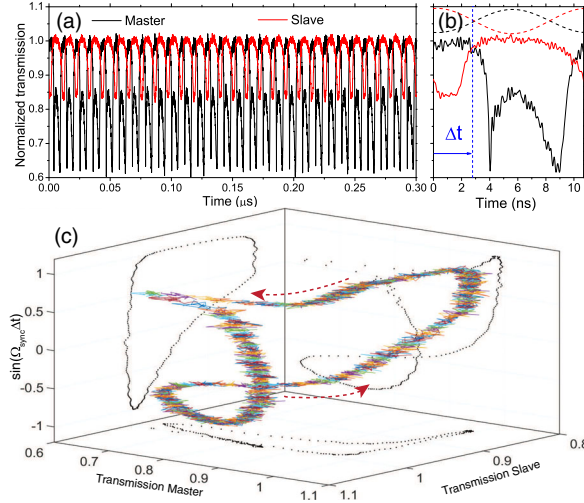 (a)
Master
Slave
(b)
Normalized transmission
1.1
1.0
0.9
0.8
0.7
0.6
0.00 0.05 0.10 0.15 0.20 0.25 0.30
Time (µs)
Δt
0 2 4 6 8 10
Time (ns)
(c)
sin(Ωsync Δt)
1
0.5
0
-0.5
-1
0.6 0.7 0.8 0.9 1 1.1
Transmission Master
1.1 1 0.9 0.8
Transmission Slave